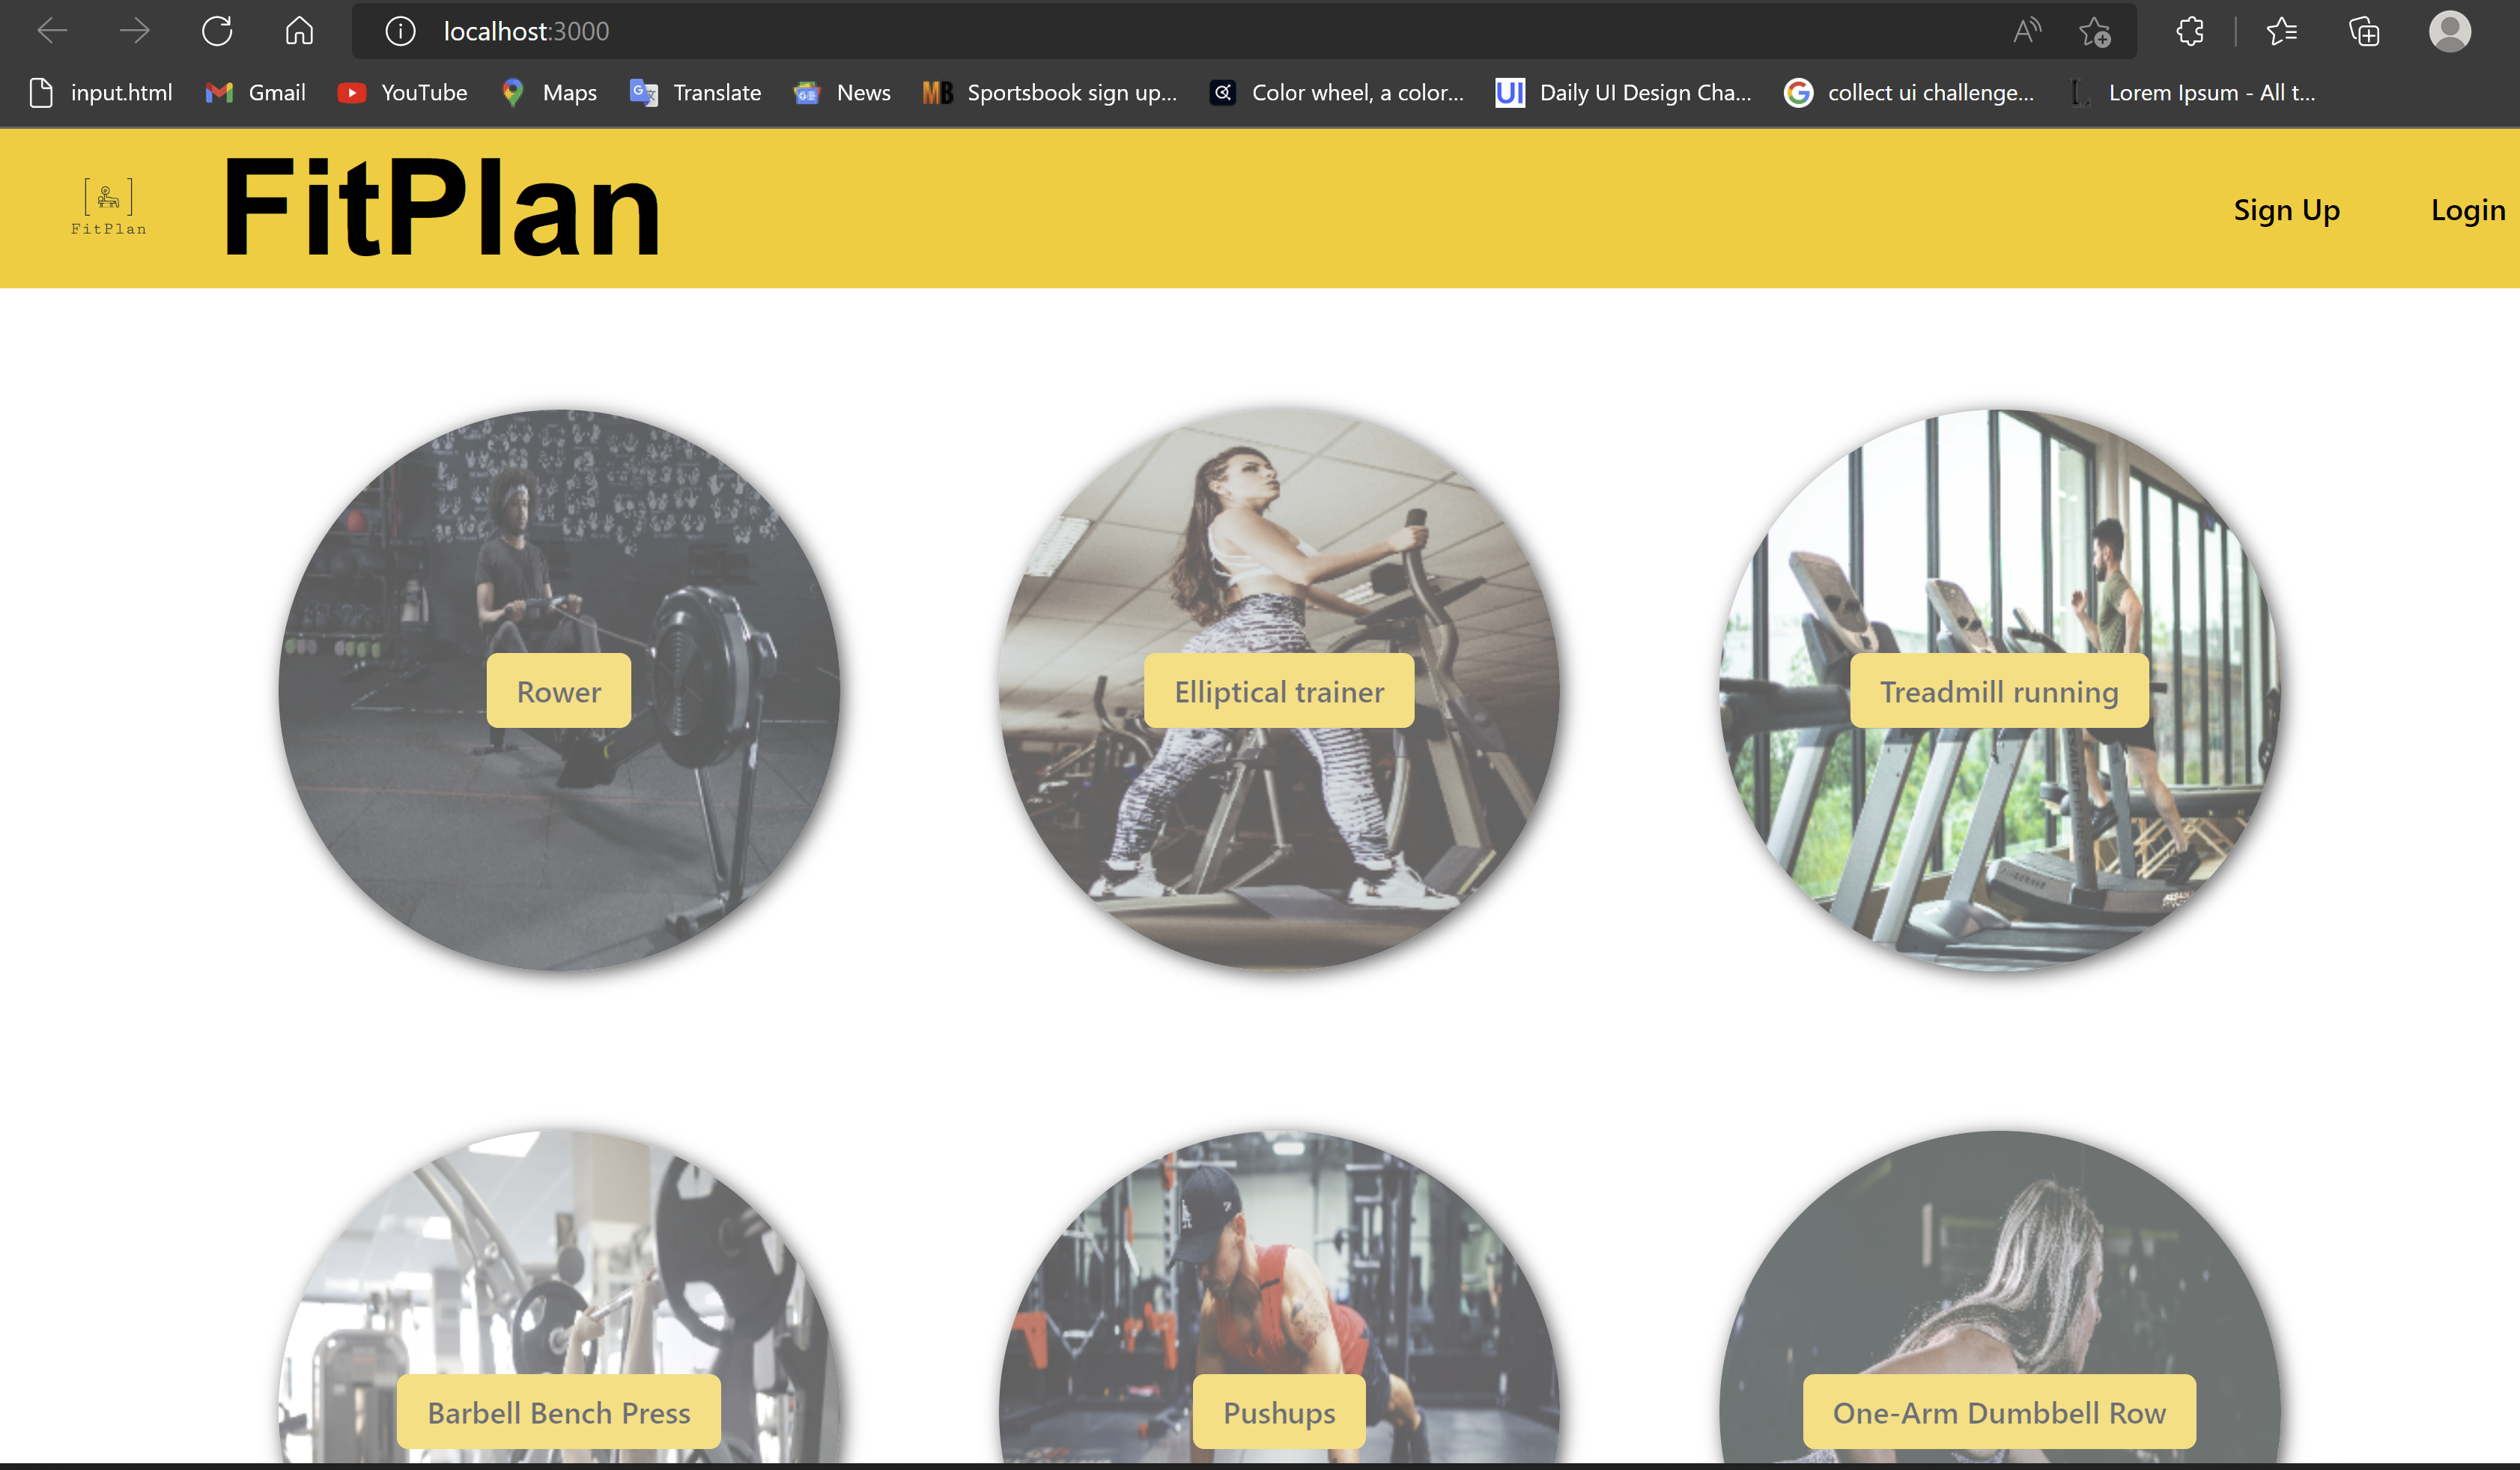 localhost:3000
input.html Gmail YouTube Maps Translate News Sportsbook sign up... Color wheel, a color... Daily UI Design Cha... collect ui challenge... Lorem Ipsum - All t...
FitPlan
FitPlan
Sign Up Login
Rower
Elliptical trainer
Treadmill running
Barbell Bench Press
Pushups
One-Arm Dumbbell Row